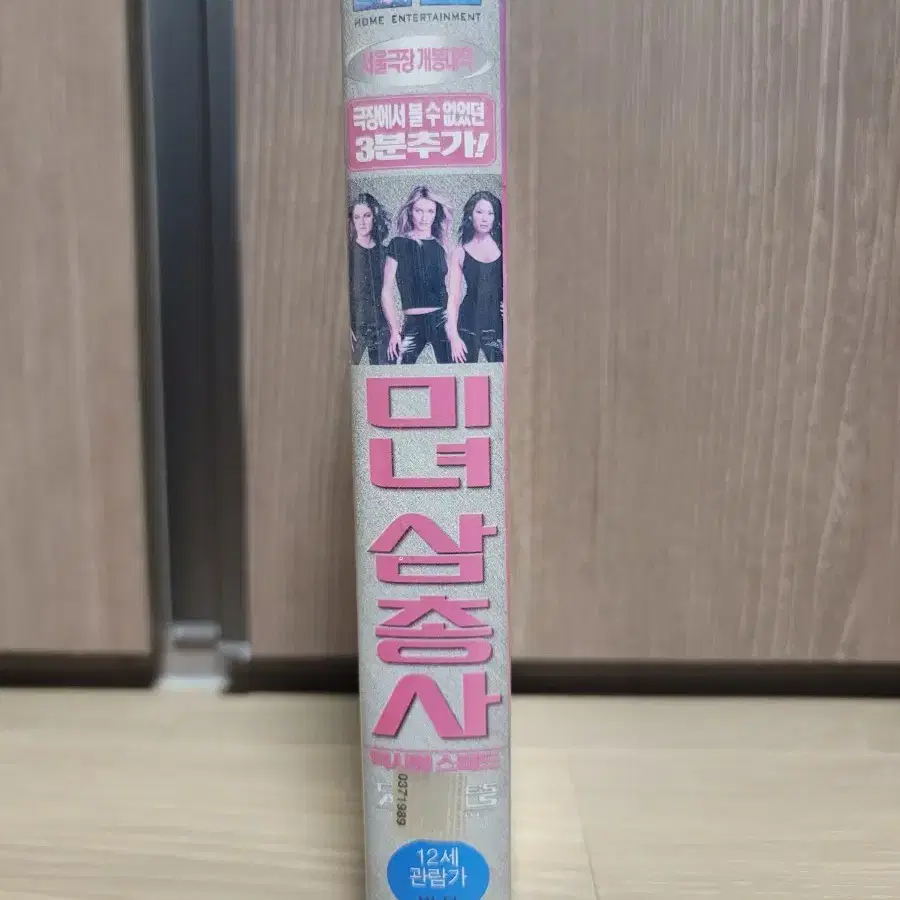 HOME ENTERTAINMENT
서울극장 개봉대작
극장에서 볼 수 없었던
3분추가!
미녀
삼총사
맥시멈 스피드
0371989
12세
관람가